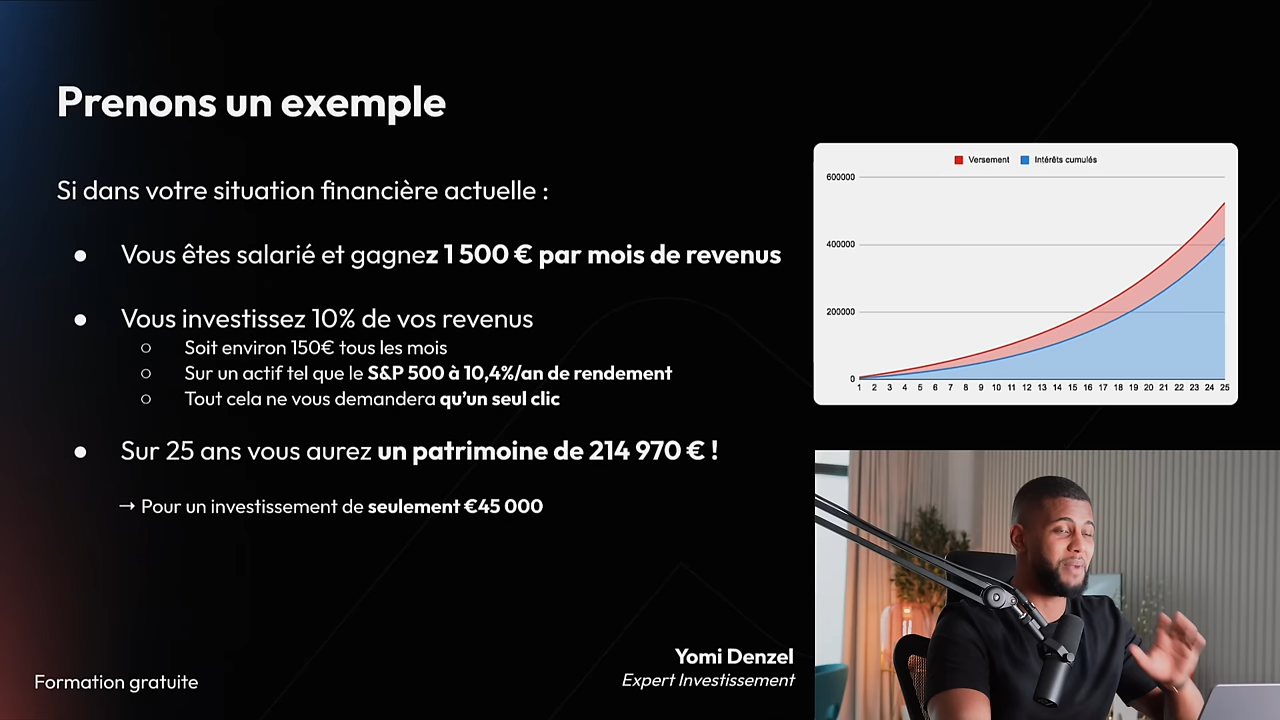 Prenons un exemple
Si dans votre situation financière actuelle :
● Vous êtes salarié et gagnez 1 500 € par mois de revenus
● Vous investissez 10% de vos revenus
○ Soit environ 150€ tous les mois
○ Sur un actif tel que le S&P 500 à 10,4%/an de rendement
○ Tout cela ne vous demandera qu’un seul clic
● Sur 25 ans vous aurez un patrimoine de 214 970 € !
→ Pour un investissement de seulement €45 000
Versement Intérêts cumulés
600000
400000
200000
0
1 2 3 4 5 6 7 8 9 10 11 12 13 14 15 16 17 18 19 20 21 22 23 24 25
Yomi Denzel
Expert Investissement
Formation gratuite